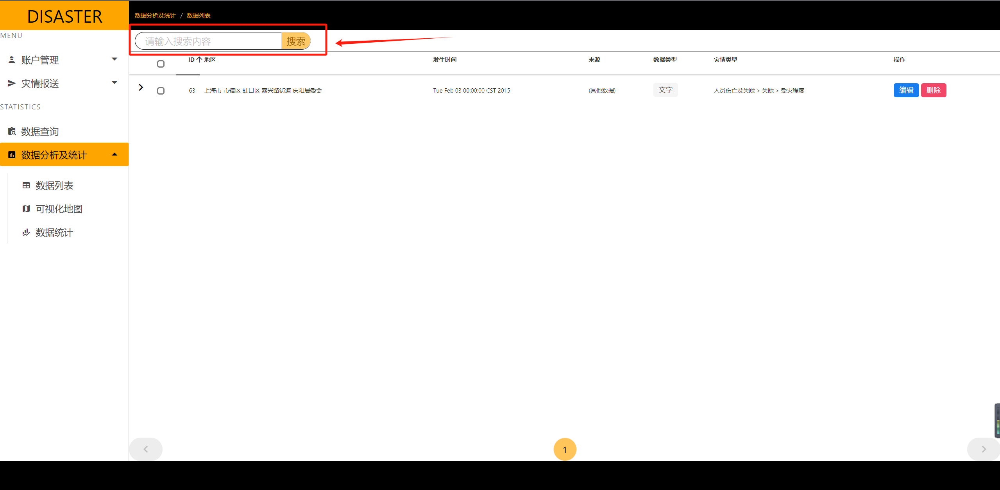 DISASTER
数据分析及统计 / 数据列表
MENU
请输入搜索内容 搜索
账户管理
灾情报送
STATISTICS
数据查询
数据分析及统计
数据列表
可视化地图
数据统计
ID 地区 发生时间 来源 数据类型 灾情类型 操作
63 上海市 市辖区 虹口区 嘉兴路街道 庆阳居委会 Tue Feb 03 00:00:00 CST 2015 (其他数据) 文字 人员伤亡及失踪 > 失踪 > 受灾程度 编辑 删除
1